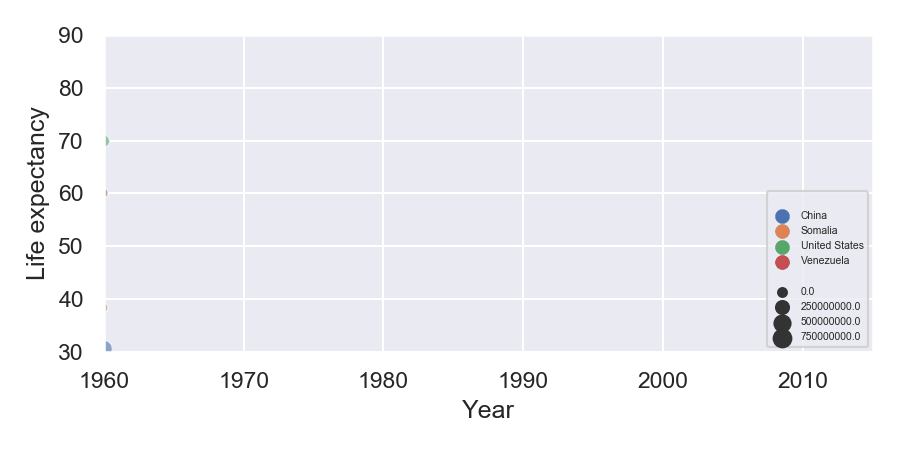 90
80
70
60
50
40
30
Life expectancy
1960 1970 1980 1990 2000 2010
Year
China
Somalia
United States
Venezuela
0.0
250000000.0
500000000.0
750000000.0